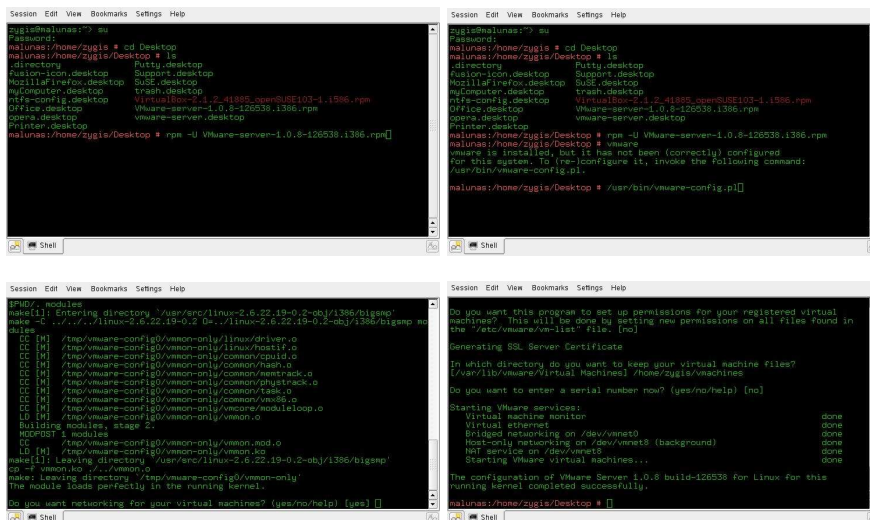 Session Edit View Bookmarks Settings Help
zygis@malunas:~> su
Password:
malunas:/home/zygis # cd Desktop
malunas:/home/zygis/Desktop # ls
.directory Putty.desktop
fusion-icon.desktop Support.desktop
MozillaFirefox.desktop SuSE.desktop
myComputer.desktop trash.desktop
ntfs-config.desktop VirtualBox-2.1.2_41885_openSUSE103-1.i586.rpm
Office.desktop VMware-server-1.0.8-126538.i386.rpm
opera.desktop vmware-server.desktop
Printer.desktop
malunas:/home/zygis/Desktop # rpm -U VMware-server-1.0.8-126538.i386.rpm
Shell
Session Edit View Bookmarks Settings Help
zygis@malunas:~> su
Password:
malunas:/home/zygis # cd Desktop
malunas:/home/zygis/Desktop # ls
.directory Putty.desktop
fusion-icon.desktop Support.desktop
MozillaFirefox.desktop SuSE.desktop
myComputer.desktop trash.desktop
ntfs-config.desktop VirtualBox-2.1.2_41885_openSUSE103-1.i586.rpm
Office.desktop VMware-server-1.0.8-126538.i386.rpm
opera.desktop vmware-server.desktop
Printer.desktop
malunas:/home/zygis/Desktop # rpm -U VMware-server-1.0.8-126538.i386.rpm
malunas:/home/zygis/Desktop # vmware
vmware is installed, but it has not been (correctly) configured
for this system. To (re-)configure it, invoke the following command:
/usr/bin/vmware-config.pl.
malunas:/home/zygis/Desktop # /usr/bin/vmware-config.pl
Shell
Session Edit View Bookmarks Settings Help
$PWD/. modules
make[1]: Entering directory `/usr/src/linux-2.6.22.19-0.2-obj/i386/bigsmp'
make -C ../../../linux-2.6.22.19-0.2 O=../linux-2.6.22.19-0.2-obj/i386/bigsmp mo
dules
CC [M] /tmp/vmware-config0/vmmon-only/linux/driver.o
CC [M] /tmp/vmware-config0/vmmon-only/linux/hostif.o
CC [M] /tmp/vmware-config0/vmmon-only/common/cpuid.o
CC [M] /tmp/vmware-config0/vmmon-only/common/hash.o
CC [M] /tmp/vmware-config0/vmmon-only/common/memtrack.o
CC [M] /tmp/vmware-config0/vmmon-only/common/phystrack.o
CC [M] /tmp/vmware-config0/vmmon-only/common/task.o
CC [M] /tmp/vmware-config0/vmmon-only/common/vmx86.o
CC [M] /tmp/vmware-config0/vmmon-only/vmcore/moduleloop.o
LD [M] /tmp/vmware-config0/vmmon-only/vmmon.o
Building modules, stage 2.
MODPOST 1 modules
CC /tmp/vmware-config0/vmmon-only/vmmon.mod.o
LD [M] /tmp/vmware-config0/vmmon-only/vmmon.ko
make[1]: Leaving directory `/usr/src/linux-2.6.22.19-0.2-obj/i386/bigsmp'
cp -f vmmon.ko ./../vmmon.o
make: Leaving directory `/tmp/vmware-config0/vmmon-only'
The module loads perfectly in the running kernel.
Do you want networking for your virtual machines? (yes/no/help) [yes]
Shell
Session Edit View Bookmarks Settings Help
Do you want this program to set up permissions for your registered virtual
machines? This will be done by setting new permissions on all files found in
the "/etc/vmware/vm-list" file. [no]
Generating SSL Server Certificate
In which directory do you want to keep your virtual machine files?
[/var/lib/vmware/Virtual Machines] /home/zygis/vmachines
Do you want to enter a serial number now? (yes/no/help) [no]
Starting VMware services:
Virtual machine monitor done
Virtual ethernet done
Bridged networking on /dev/vmnet0 done
Host-only networking on /dev/vmnet8 (background) done
NAT service on /dev/vmnet8 done
Starting VMware virtual machines... done
The configuration of VMware Server 1.0.8 build-126538 for Linux for this
running kernel completed successfully.
malunas:/home/zygis/Desktop #
Shell